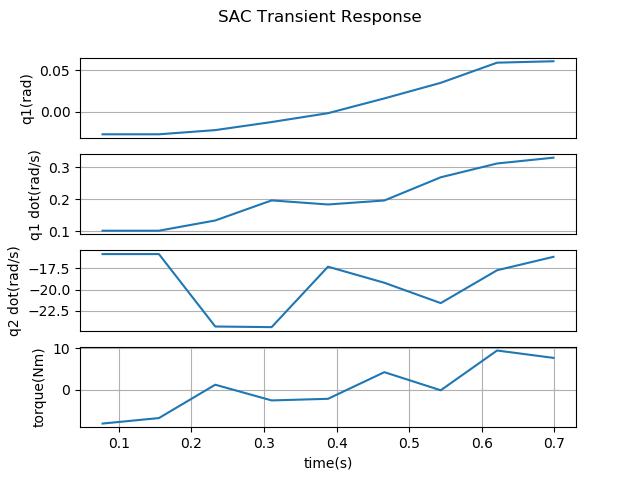 SAC Transient Response
q1(rad)
0.05
0.00
q1 dot(rad/s)
0.3
0.2
0.1
q2 dot(rad/s)
−17.5
−20.0
−22.5
torque(Nm)
10
0
0.1 0.2 0.3 0.4 0.5 0.6 0.7
time(s)